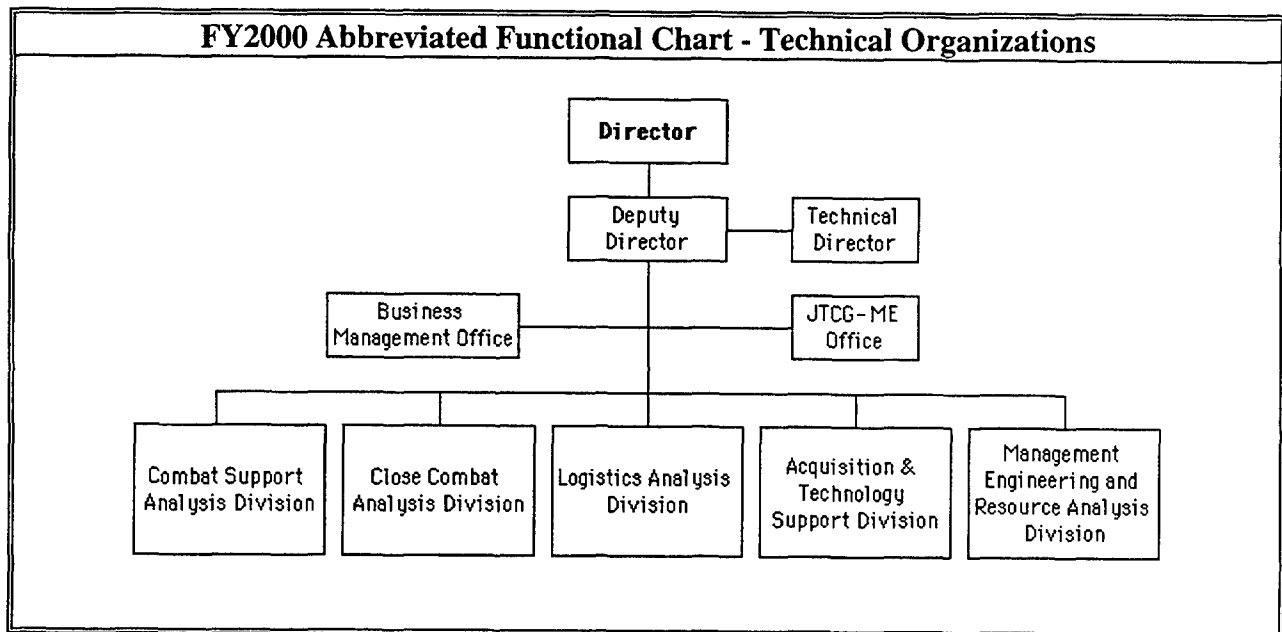 FY2000 Abbreviated Functional Chart - Technical Organizations
Director
Deputy
Director
Technical
Director
Business
Management Office
JTCG-ME
Office
Combat Support
Analysis Division
Close Combat
Analysis Division
Logistics Analysis
Division
Acquisition &
Technology
Support Division
Management
Engineering and
Resource Analysis
Division